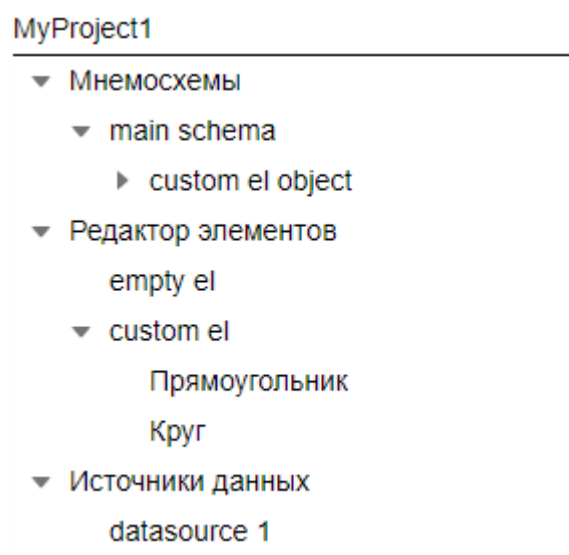 MyProject1
Мнемосхемы
main schema
custom el object
Редактор элементов
empty el
custom el
Прямоугольник
Круг
Источники данных
datasource 1